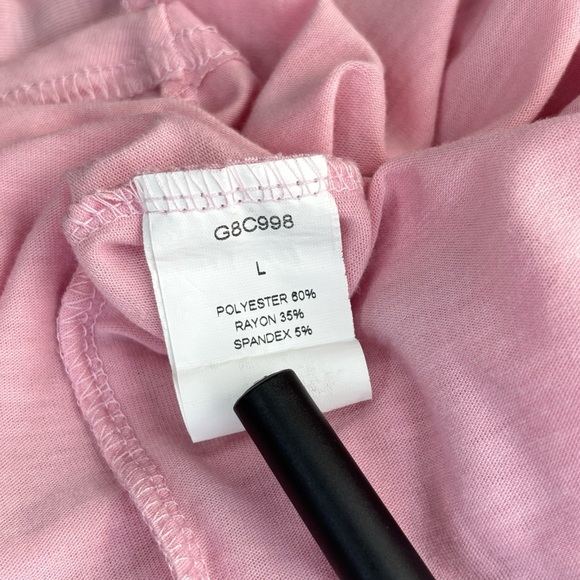 G8C998
L
POLYESTER 60%
RAYON 35%
SPANDEX 5%